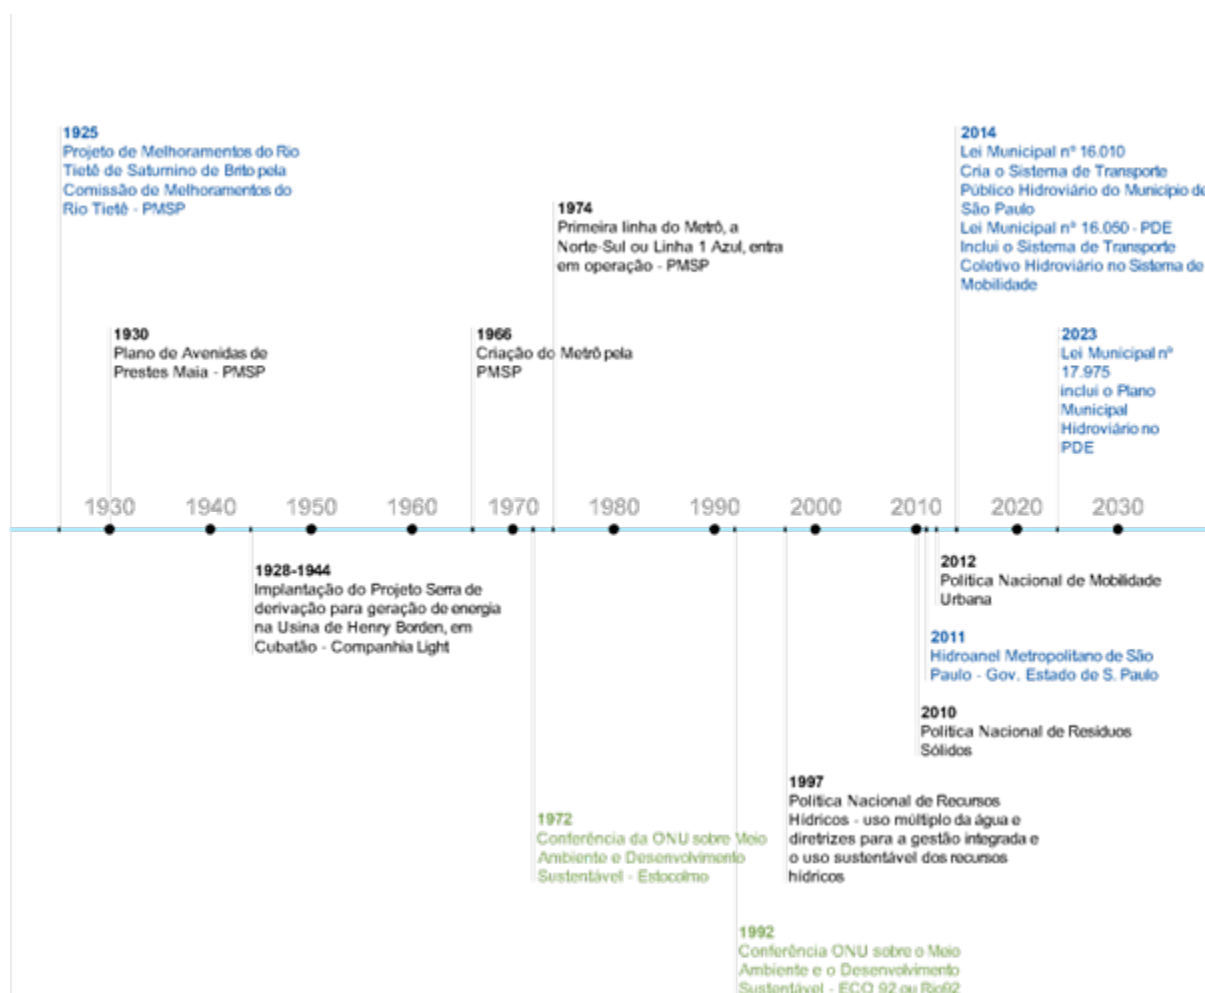 1925
Projeto de Melhoramentos do Rio
Tietê de Saturnino de Brito pela
Comissão de Melhoramentos do
Rio Tietê - PMSP
1930
Plano de Avenidas de
Prestes Maia - PMSP
1966
Criação do Metrô pela
PMSP
1974
Primeira linha do Metrô, a
Norte-Sul ou Linha 1 Azul, entra
em operação - PMSP
2014
Lei Municipal nº 16.010
Cria o Sistema de Transporte
Público Hidroviário do Município de
São Paulo
Lei Municipal nº 16.050 - PDE
Inclui o Sistema de Transporte
Coletivo Hidroviário no Sistema de
Mobilidade
2023
Lei Municipal nº
17.975
inclui o Plano
Municipal
Hidroviário no
PDE
1930 1940 1950 1960 1970 1980 1990 2000 2010 2020 2030
1928-1944
Implantação do Projeto Serra de
derivação para geração de energia
na Usina de Henry Borden, em
Cubatão - Companhia Light
1972
Conferência da ONU sobre Meio
Ambiente e Desenvolvimento
Sustentável - Estocolmo
1992
Conferência ONU sobre o Meio
Ambiente e o Desenvolvimento
Sustentável - ECO 92 ou Rio92
1997
Política Nacional de Recursos
Hídricos - uso múltiplo da água e
diretrizes para a gestão integrada e
o uso sustentável dos recursos
hídricos
2010
Política Nacional de Resíduos
Sólidos
2011
Hidroanel Metropolitano de São
Paulo - Gov. Estado de S. Paulo
2012
Política Nacional de Mobilidade
Urbana